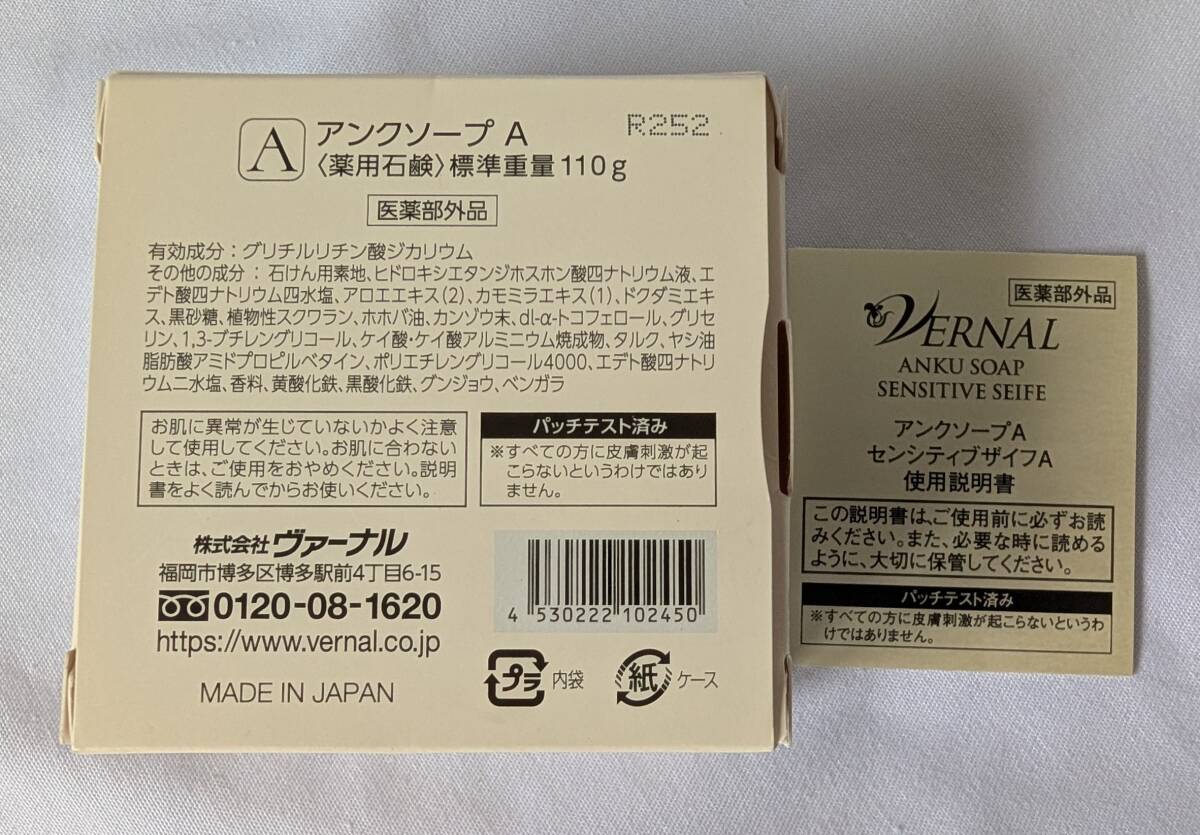 A
アンクソープ A
R252
〈薬用石鹸〉標準重量110g
医薬部外品
有効成分：グリチルリチン酸ジカリウム
その他の成分：石けん用素地、ヒドロキシエタンジホスホン酸四ナトリウム液、エ
デト酸四ナトリウム四水塩、アロエエキス(2)、カモミラエキス(1)、ドクダミエキ
ス、黒砂糖、植物性スクワラン、ホホバ油、カンゾウ末、dl-α-トコフェロール、グリセ
リン、1,3-ブチレングリコール、ケイ酸・ケイ酸アルミニウム焼成物、タルク、ヤシ油
脂肪酸アミドプロピルベタイン、ポリエチレングリコール4000、エデト酸四ナトリ
ウム二水塩、香料、黄酸化鉄、黒酸化鉄、グンジョウ、ベンガラ
お肌に異常が生じていないかよく注意
して使用してください。お肌に合わない
ときは、ご使用をおやめください。説明
書をよく読んでからお使いください。
パッチテスト済み
※すべての方に皮膚刺激が起
こらないというわけではあり
ません。
株式会社 ヴァーナル
福岡市博多区博多駅前4丁目6-15
0120-08-1620
https://www.vernal.co.jp
MADE IN JAPAN
4 530222 102450
プラ 内袋
紙 ケース
医薬部外品
VERNAL
ANKU SOAP
SENSITIVE SEIFE
アンクソープA
センシティブザイフA
使用説明書
この説明書は、ご使用前に必ずお読
みください。また、必要な時に読める
ように、大切に保管してください。
パッチテスト済み
※すべての方に皮膚刺激が起こらないというわ
けではありません。